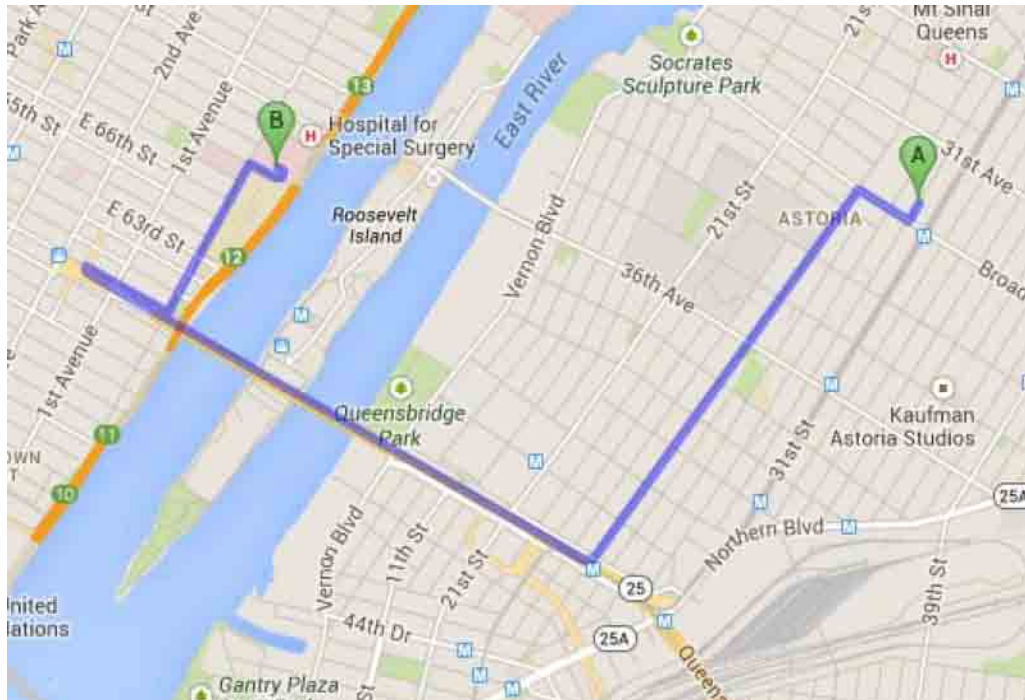 Park A
2nd Ave
13
21st
Mt Sinai
Queens
H
M
Socrates
Sculpture Park
East River
55th St
E 66th St
1st Avenue
B
H
Hospital for
Special Surgery
A
31st Ave
M
Roosevelt
Island
21st St
ASTORIA
E 63rd St
12
Vernon Blvd
36th Ave
M
Broad
M
1st Avenue
Queensbridge
Park
M
Kaufman
Astoria Studios
31st St
OWN
T
11
10
M
M
25A
Northern Blvd
M
Vernon Blvd
11th St
21st St
M
25
39th St
United
Nations
44th Dr
25A
M
M
M
M
Queens
Gantry Plaza